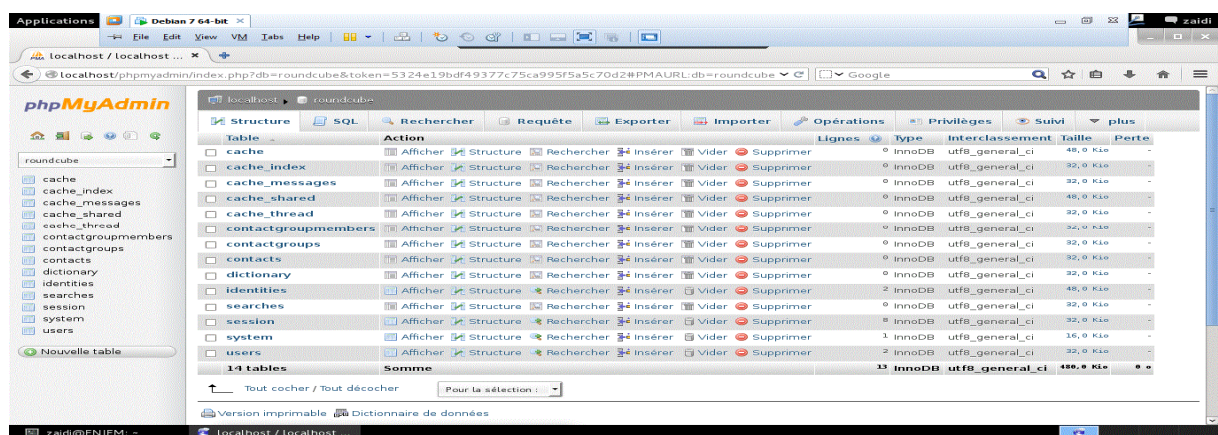 Applications Debian 7 64-bit × zaidi
File Edit View VM Tabs Help
localhost / localhost ... ×
localhost/phpmyadmin/index.php?db=roundcube&token=5324e19bdf49377c75ca995f5a5c70d2#PMAURL:db=roundcube Google
phpMyAdmin
localhost ▸ roundcube
Structure SQL Rechercher Requête Exporter Importer Opérations Privilèges Suivi plus
roundcube
cache
cache_index
cache_messages
cache_shared
cache_thread
contactgroupmembers
contactgroups
contacts
dictionary
identities
searches
session
system
users
Nouvelle table
Table Action Lignes Type Interclassement Taille Perte
cache Afficher Structure Rechercher Insérer Vider Supprimer 0 InnoDB utf8_general_ci 48,0 Kio -
cache_index Afficher Structure Rechercher Insérer Vider Supprimer 0 InnoDB utf8_general_ci 32,0 Kio -
cache_messages Afficher Structure Rechercher Insérer Vider Supprimer 0 InnoDB utf8_general_ci 32,0 Kio -
cache_shared Afficher Structure Rechercher Insérer Vider Supprimer 0 InnoDB utf8_general_ci 48,0 Kio -
cache_thread Afficher Structure Rechercher Insérer Vider Supprimer 0 InnoDB utf8_general_ci 32,0 Kio -
contactgroupmembers Afficher Structure Rechercher Insérer Vider Supprimer 0 InnoDB utf8_general_ci 32,0 Kio -
contactgroups Afficher Structure Rechercher Insérer Vider Supprimer 0 InnoDB utf8_general_ci 32,0 Kio -
contacts Afficher Structure Rechercher Insérer Vider Supprimer 0 InnoDB utf8_general_ci 32,0 Kio -
dictionary Afficher Structure Rechercher Insérer Vider Supprimer 0 InnoDB utf8_general_ci 32,0 Kio -
identities Afficher Structure Rechercher Insérer Vider Supprimer 2 InnoDB utf8_general_ci 48,0 Kio -
searches Afficher Structure Rechercher Insérer Vider Supprimer 0 InnoDB utf8_general_ci 32,0 Kio -
session Afficher Structure Rechercher Insérer Vider Supprimer 8 InnoDB utf8_general_ci 32,0 Kio -
system Afficher Structure Rechercher Insérer Vider Supprimer 1 InnoDB utf8_general_ci 16,0 Kio -
users Afficher Structure Rechercher Insérer Vider Supprimer 2 InnoDB utf8_general_ci 32,0 Kio -
14 tables Somme 13 InnoDB utf8_general_ci 480,0 Kio 0 o
Tout cocher / Tout décocher Pour la sélection :
Version imprimable Dictionnaire de données
zaidi@ENIEM: ~ localhost / localhost ...